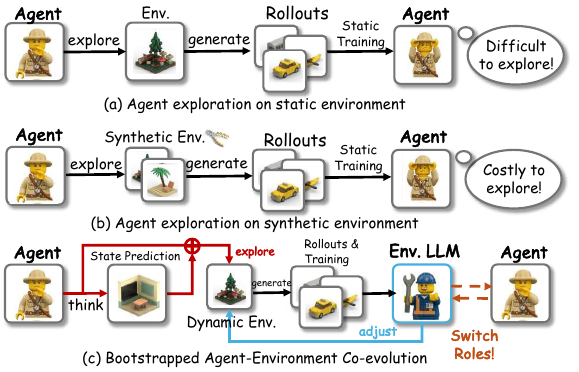 Agent
Env.
Rollouts
Agent
explore
generate
Static
Training
Difficult
to explore!
(a) Agent exploration on static environment
Agent
Synthetic Env.
Rollouts
Agent
explore
generate
Static
Training
Costly to
explore!
(b) Agent exploration on synthetic environment
Agent
State Prediction
explore
Rollouts &
Training
Env. LLM
Agent
think
generate
Dynamic Env.
adjust
Switch
Roles!
(c) Bootstrapped Agent-Environment Co-evolution